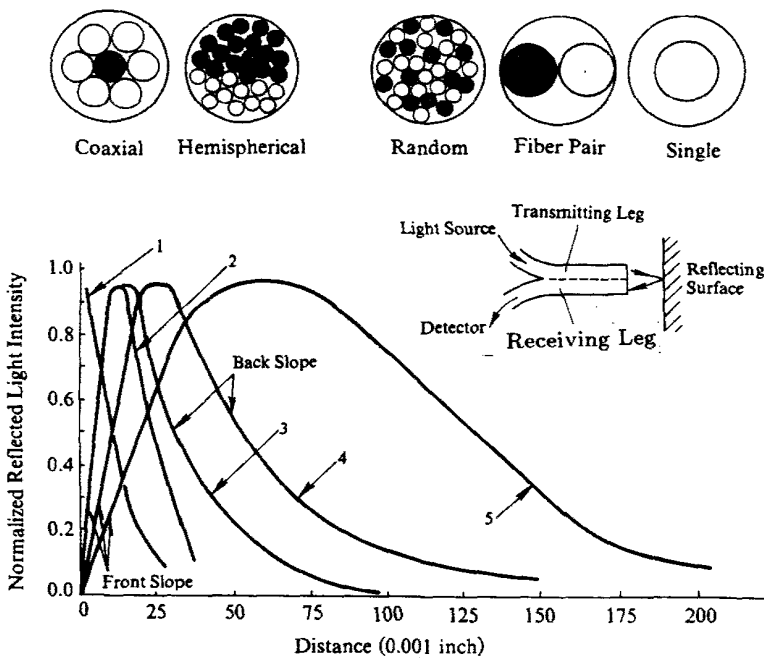 Coaxial Hemispherical Random Fiber Pair Single
Light Source
Transmitting Leg
Reflecting
Surface
Detector
Receiving Leg
1
2
Back Slope
3
4
5
Front Slope
Normalized Reflected Light Intensity
1.0
0.8
0.6
0.4
0.2
0.0
0 25 50 75 100 125 150 175 200
Distance (0.001 inch)